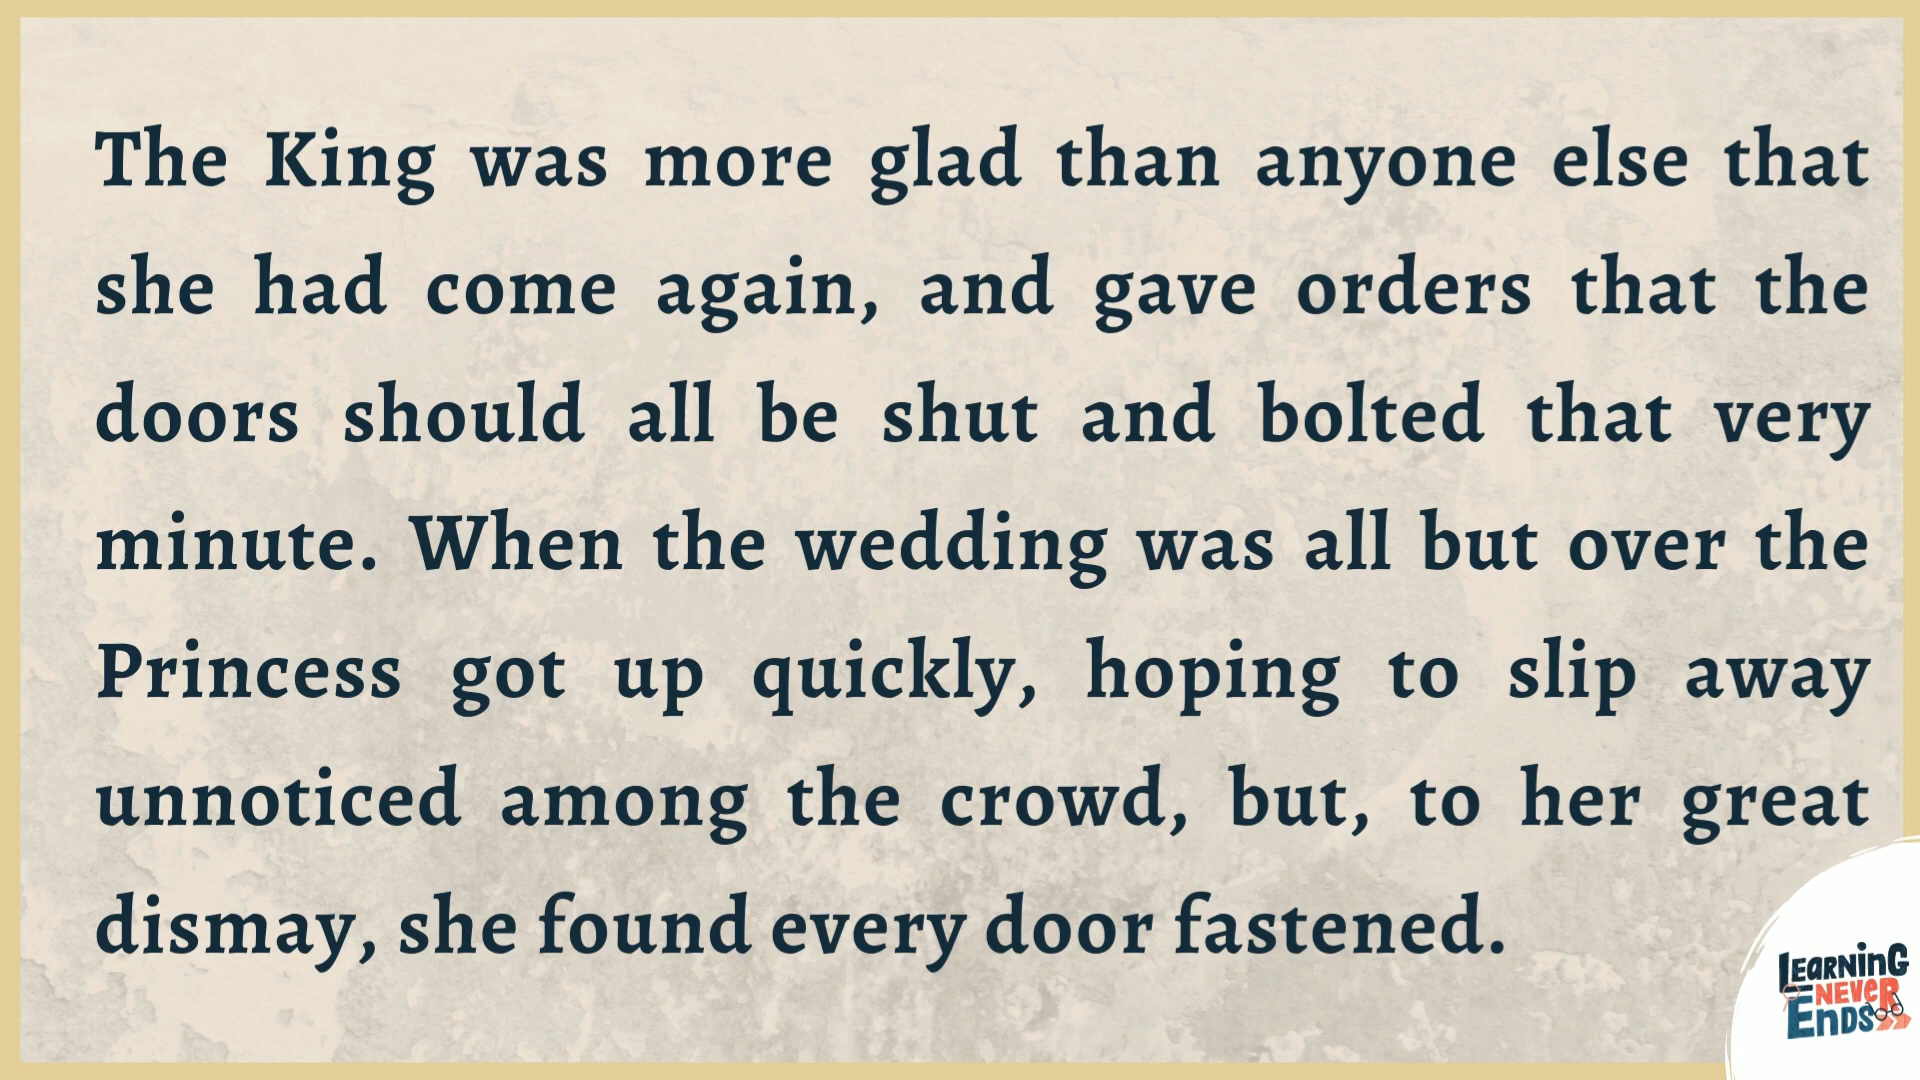 The King was more glad than anyone else that
she had come again, and gave orders that the
doors should all be shut and bolted that very
minute. When the wedding was all but over the
Princess got up quickly, hoping to slip away
unnoticed among the crowd, but, to her great
dismay, she found every door fastened.
LEARNinG
NEVER
EnDS